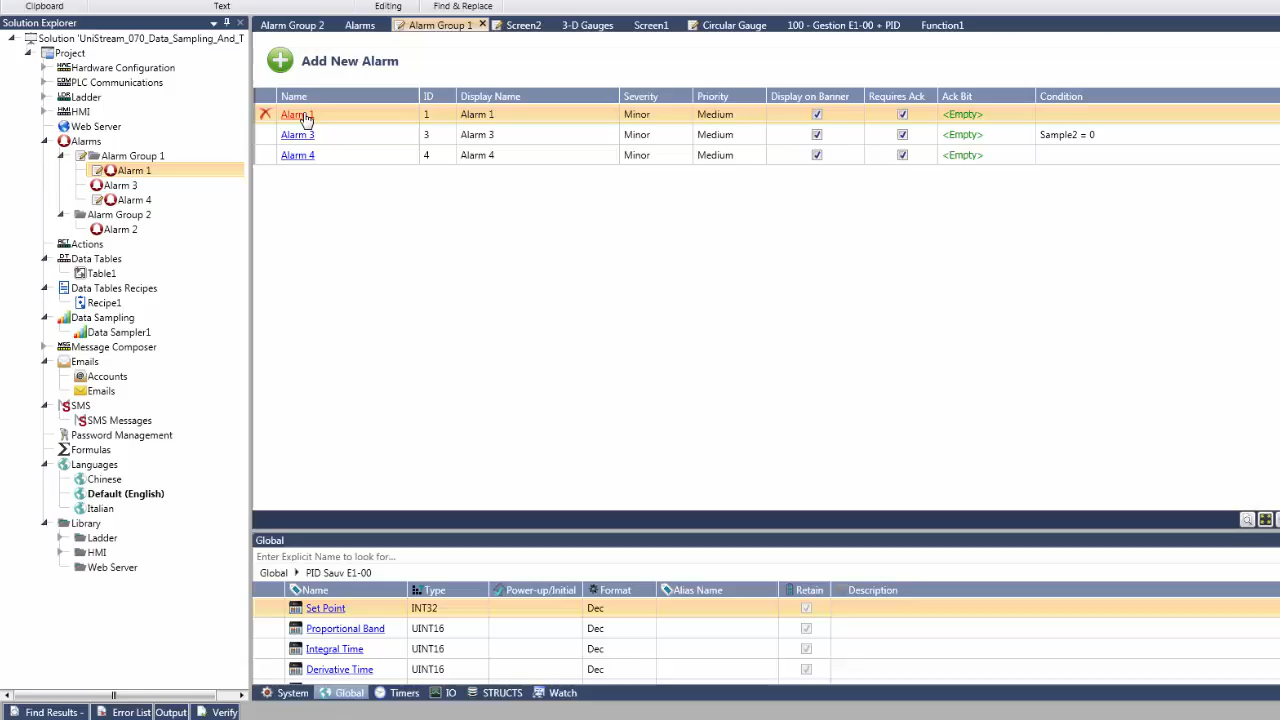 Clipboard Text Editing Find & Replace
Solution Explorer
Solution 'UniStream_070_Data_Sampling_And_T
Project
Hardware Configuration
PLC Communications
Ladder
HMI
Web Server
Alarms
Alarm Group 1
Alarm 1
Alarm 3
Alarm 4
Alarm Group 2
Alarm 2
Actions
Data Tables
Table1
Data Tables Recipes
Recipe1
Data Sampling
Data Sampler1
Message Composer
Emails
Accounts
Emails
SMS
SMS Messages
Password Management
Formulas
Languages
Chinese
Default (English)
Italian
Library
Ladder
HMI
Web Server
Find Results - Error List Output Verify
Alarm Group 2 Alarms Alarm Group 1 Screen2 3-D Gauges Screen1 Circular Gauge 100 - Gestion E1-00 + PID Function1
Add New Alarm
Name ID Display Name Severity Priority Display on Banner Requires Ack Ack Bit Condition
Alarm 1 1 Alarm 1 Minor Medium <Empty>
Alarm 3 3 Alarm 3 Minor Medium <Empty> Sample2 = 0
Alarm 4 4 Alarm 4 Minor Medium <Empty>
Global
Enter Explicit Name to look for...
Global PID Sauv E1-00
Name Type Power-up/Initial Format Alias Name Retain Description
Set Point INT32 Dec
Proportional Band UINT16 Dec
Integral Time UINT16 Dec
Derivative Time UINT16 Dec
System Global Timers IO STRUCTS Watch